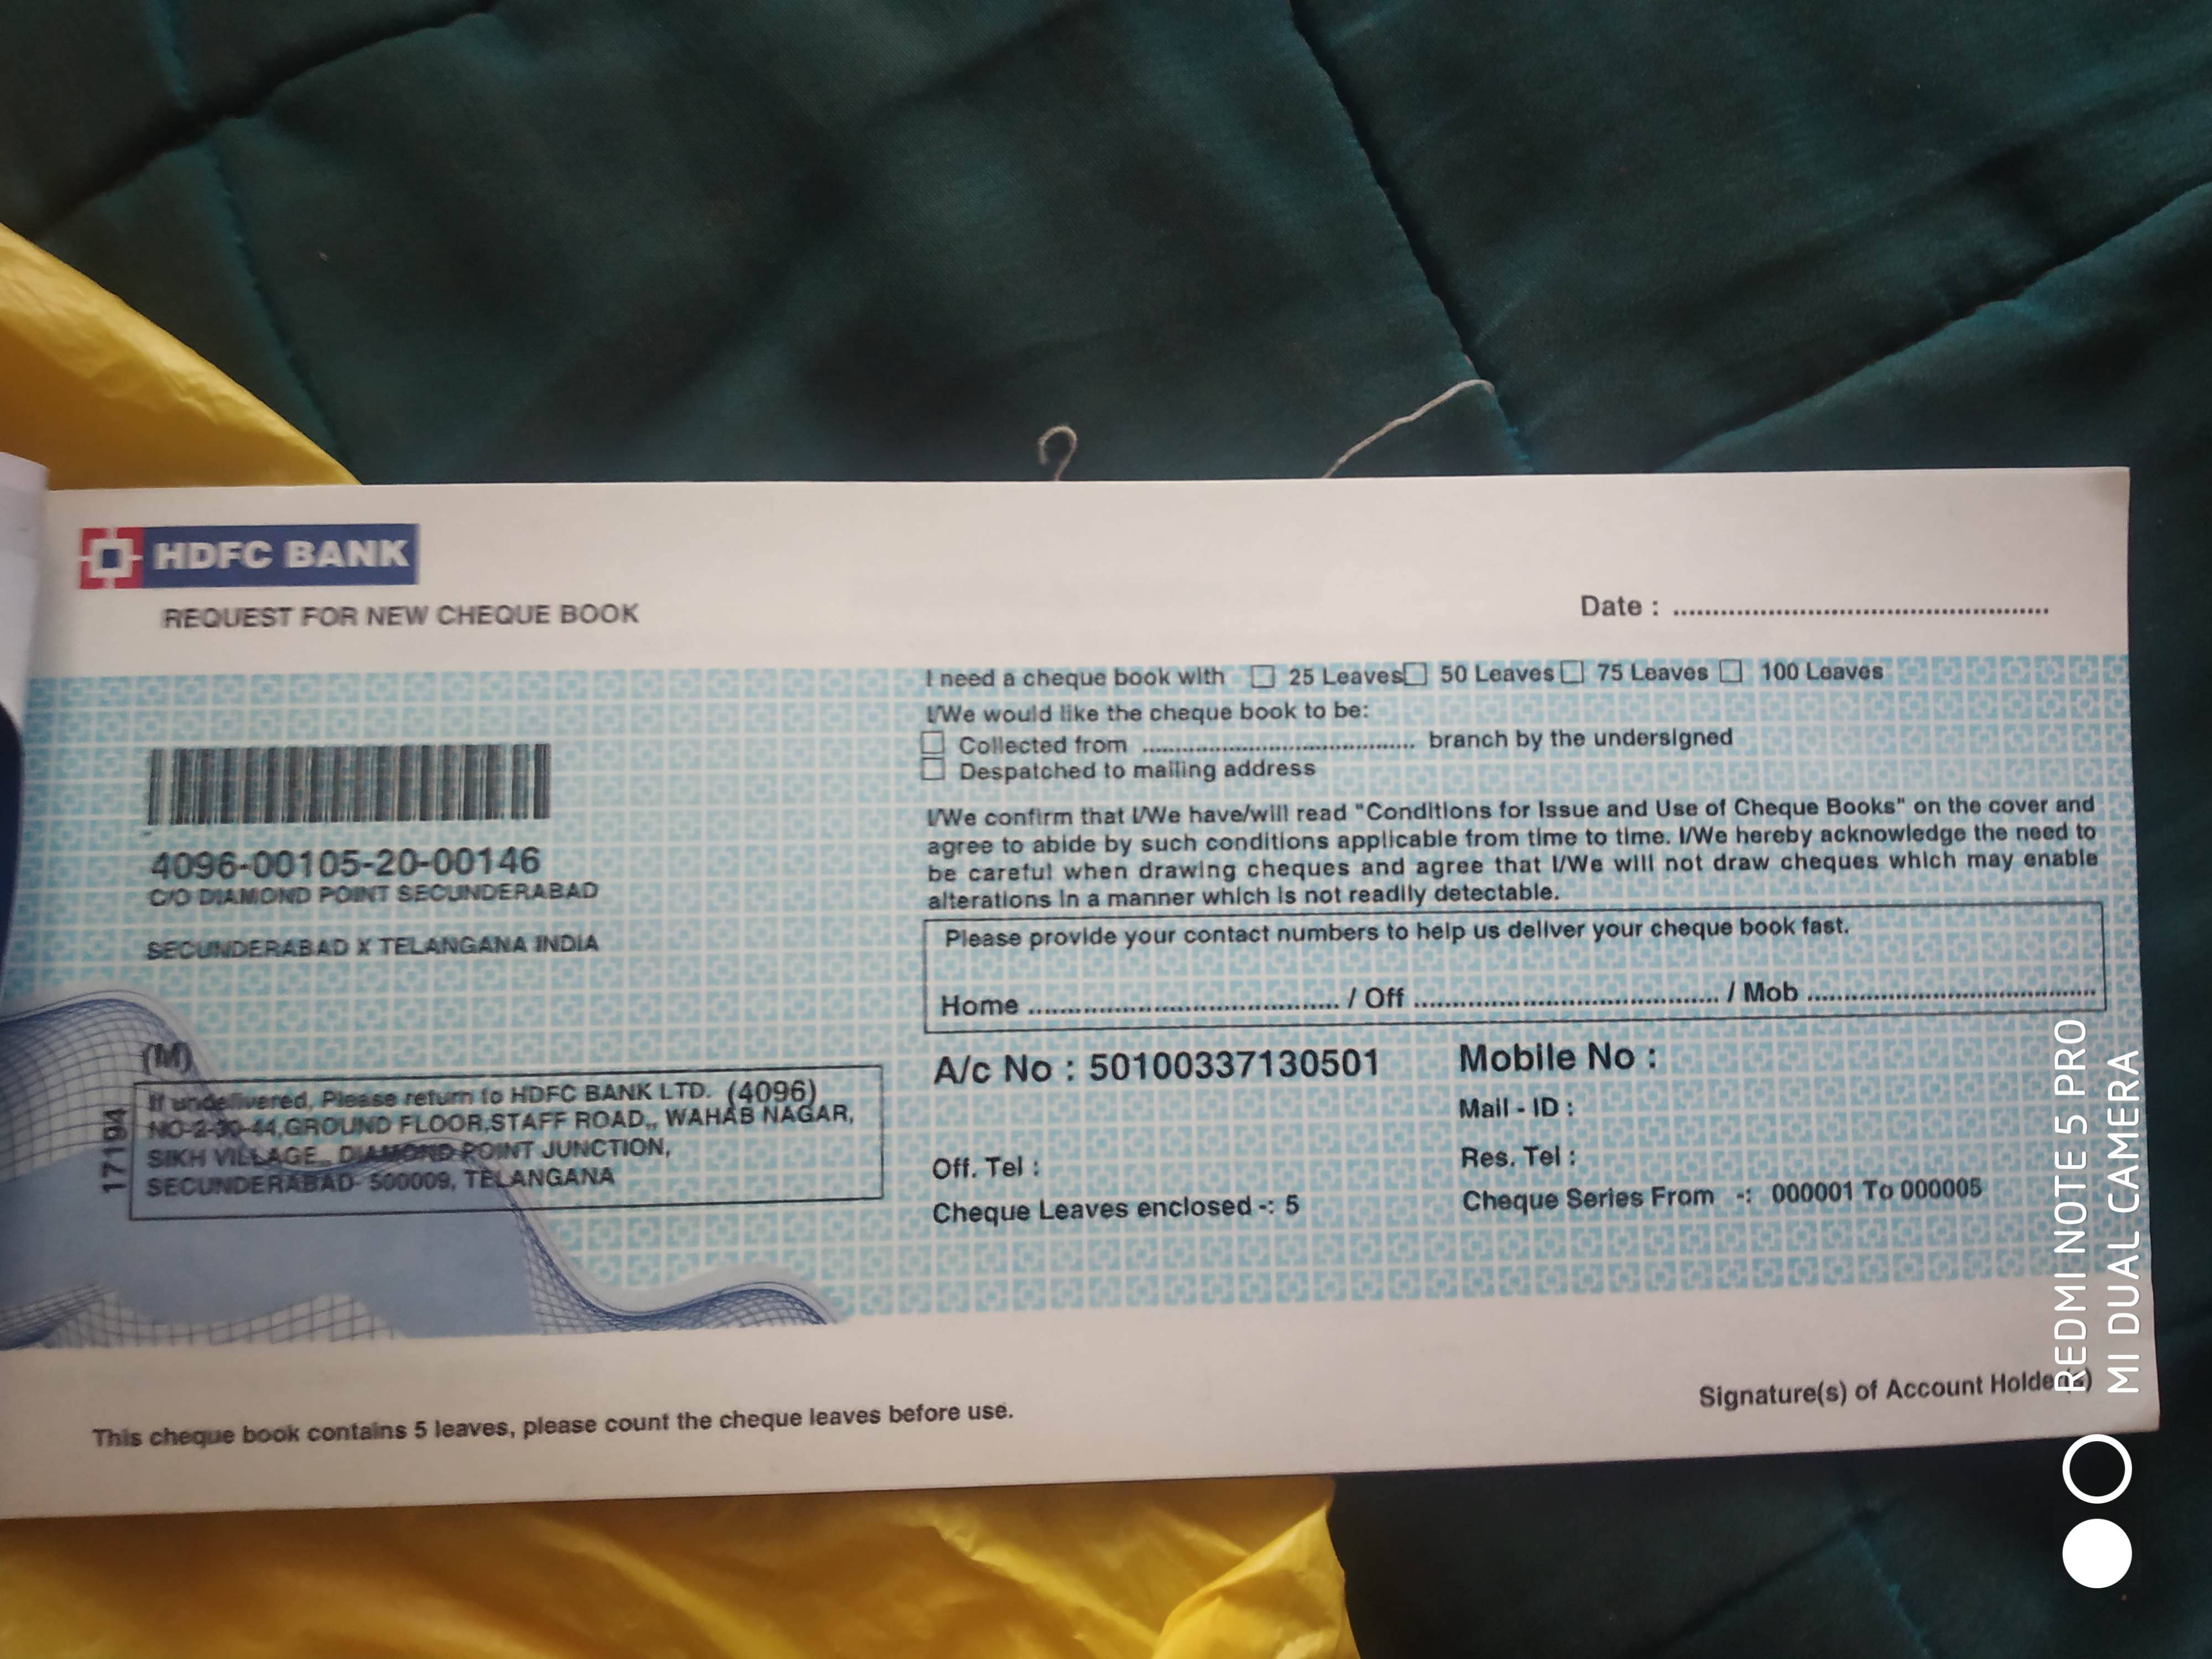 HDFC BANK
REQUEST FOR NEW CHEQUE BOOK
Date : ................................................
I need a cheque book with 25 Leaves 50 Leaves 75 Leaves 100 Leaves
I/We would like the cheque book to be:
Collected from ........................................ branch by the undersigned
Despatched to mailing address
I/We confirm that I/We have/will read "Conditions for Issue and Use of Cheque Books" on the cover and
agree to abide by such conditions applicable from time to time. I/We hereby acknowledge the need to
be careful when drawing cheques and agree that I/We will not draw cheques which may enable
alterations in a manner which is not readily detectable.
Please provide your contact numbers to help us deliver your cheque book fast.
Home ........................................ / Off ........................................ / Mob ........................................
4096-00105-20-00146
C/O DIAMOND POINT SECUNDERABAD
SECUNDERABAD X TELANGANA INDIA
(M)
17194
If undelivered, Please return to HDFC BANK LTD. (4096)
NO-2-30-44,GROUND FLOOR,STAFF ROAD,, WAHAB NAGAR,
SIKH VILLAGE,, DIAMOND POINT JUNCTION,
SECUNDERABAD- 500009, TELANGANA
A/c No : 50100337130501
Mobile No :
Mail - ID :
Off. Tel :
Res. Tel :
Cheque Leaves enclosed -: 5
Cheque Series From -: 000001 To 000005
Signature(s) of Account Holder(s)
This cheque book contains 5 leaves, please count the cheque leaves before use.
REDMI NOTE 5 PRO
MI DUAL CAMERA